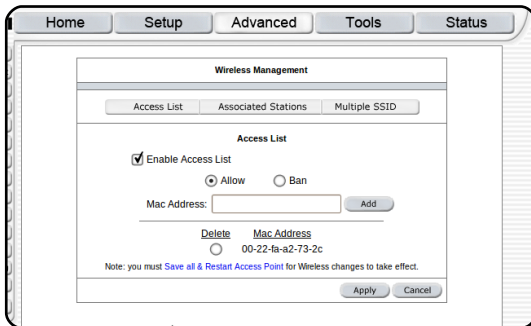 Home Setup Advanced Tools Status
Wireless Management
Access List Associated Stations Multiple SSID
Access List
Enable Access List
Allow Ban
Mac Address: Add
Delete Mac Address
00-22-fa-a2-73-2c
Note: you must Save all & Restart Access Point for Wireless changes to take effect.
Apply Cancel